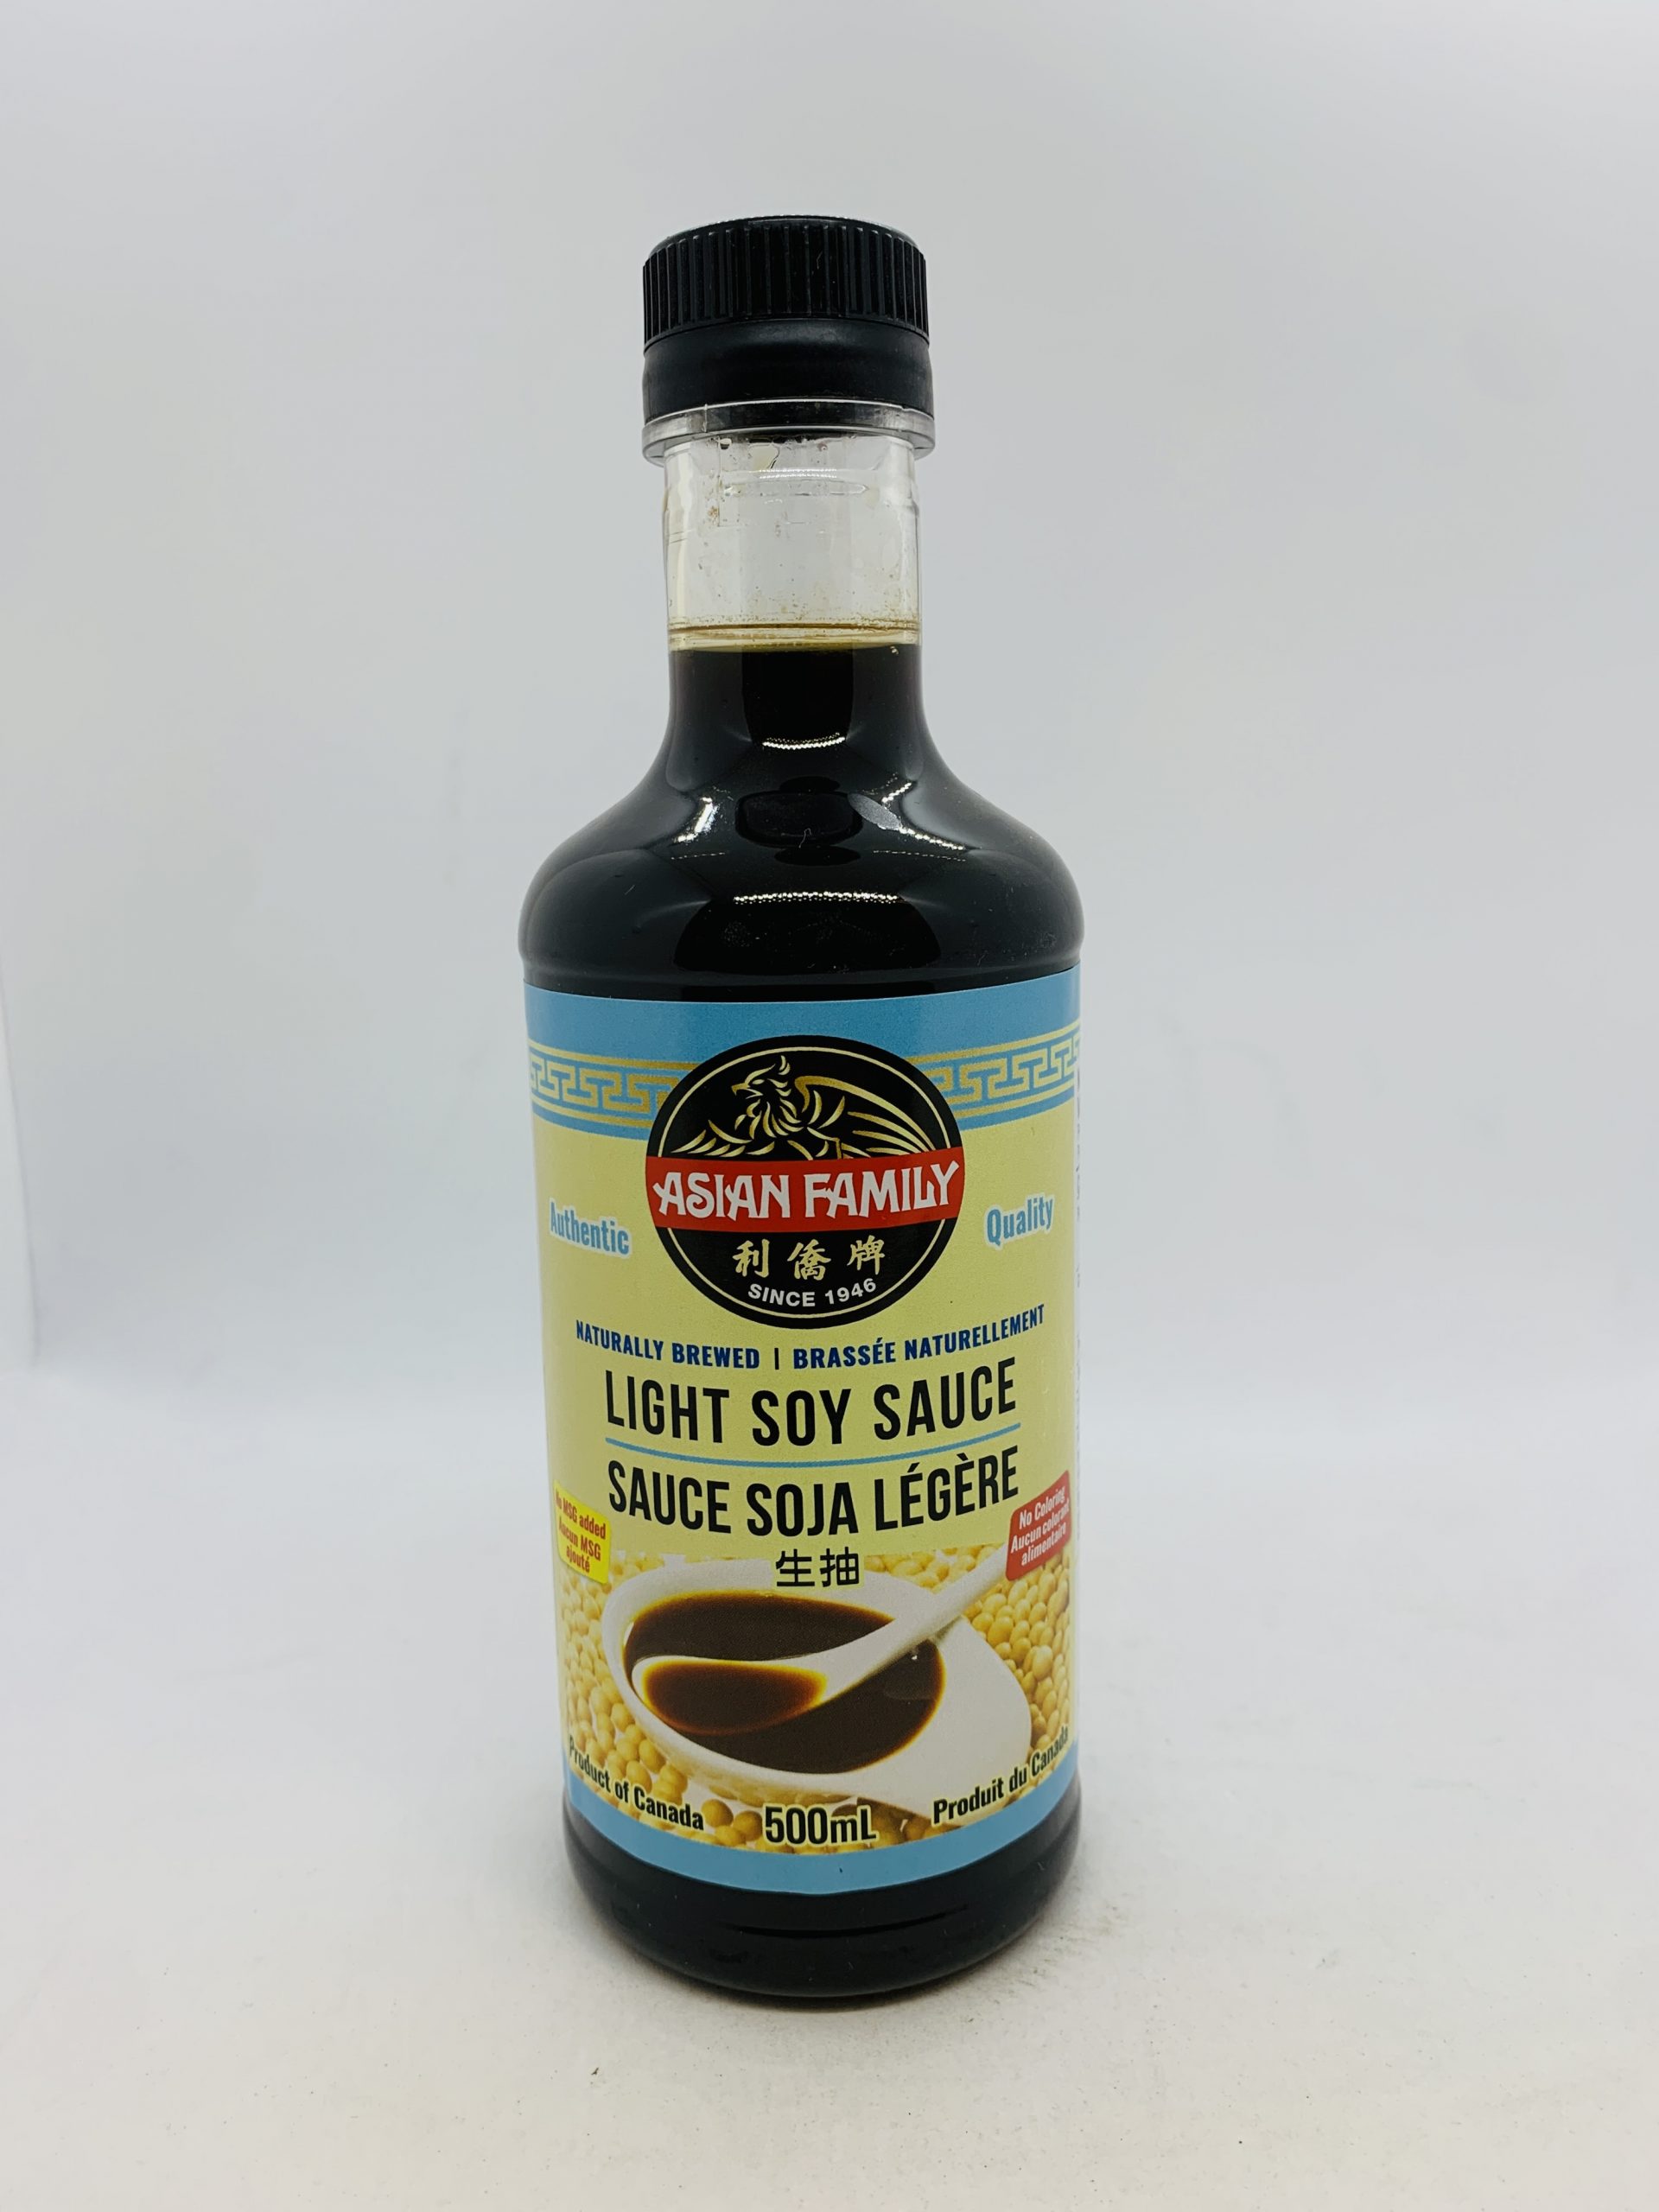 ASIAN FAMILY
利僑牌
SINCE 1946
Authentic
Quality
NATURALLY BREWED | BRASSÉE NATURELLEMENT
LIGHT SOY SAUCE
SAUCE SOJA LÉGÈRE
生抽
No MSG added
Aucun MSG
ajouté
No Coloring
Aucun colorant
alimentaire
Product of Canada
500mL
Produit du Canada